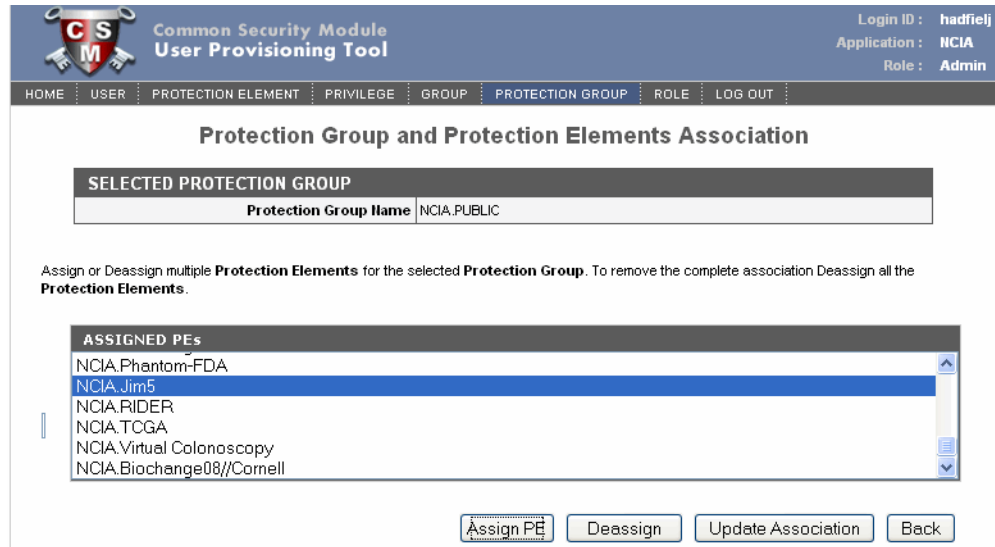 C S M
Common Security Module
User Provisioning Tool
Login ID : hadfielj
Application : NCIA
Role : Admin
HOME USER PROTECTION ELEMENT PRIVILEGE GROUP PROTECTION GROUP ROLE LOG OUT
Protection Group and Protection Elements Association
SELECTED PROTECTION GROUP
Protection Group Name NCIA.PUBLIC
Assign or Deassign multiple Protection Elements for the selected Protection Group. To remove the complete association Deassign all the
Protection Elements.
ASSIGNED PEs
NCIA.Phantom-FDA
NCIA.Jim5
NCIA.RIDER
NCIA.TCGA
NCIA.Virtual Colonoscopy
NCIA.Biochange08//Cornell
Assign PE Deassign Update Association Back